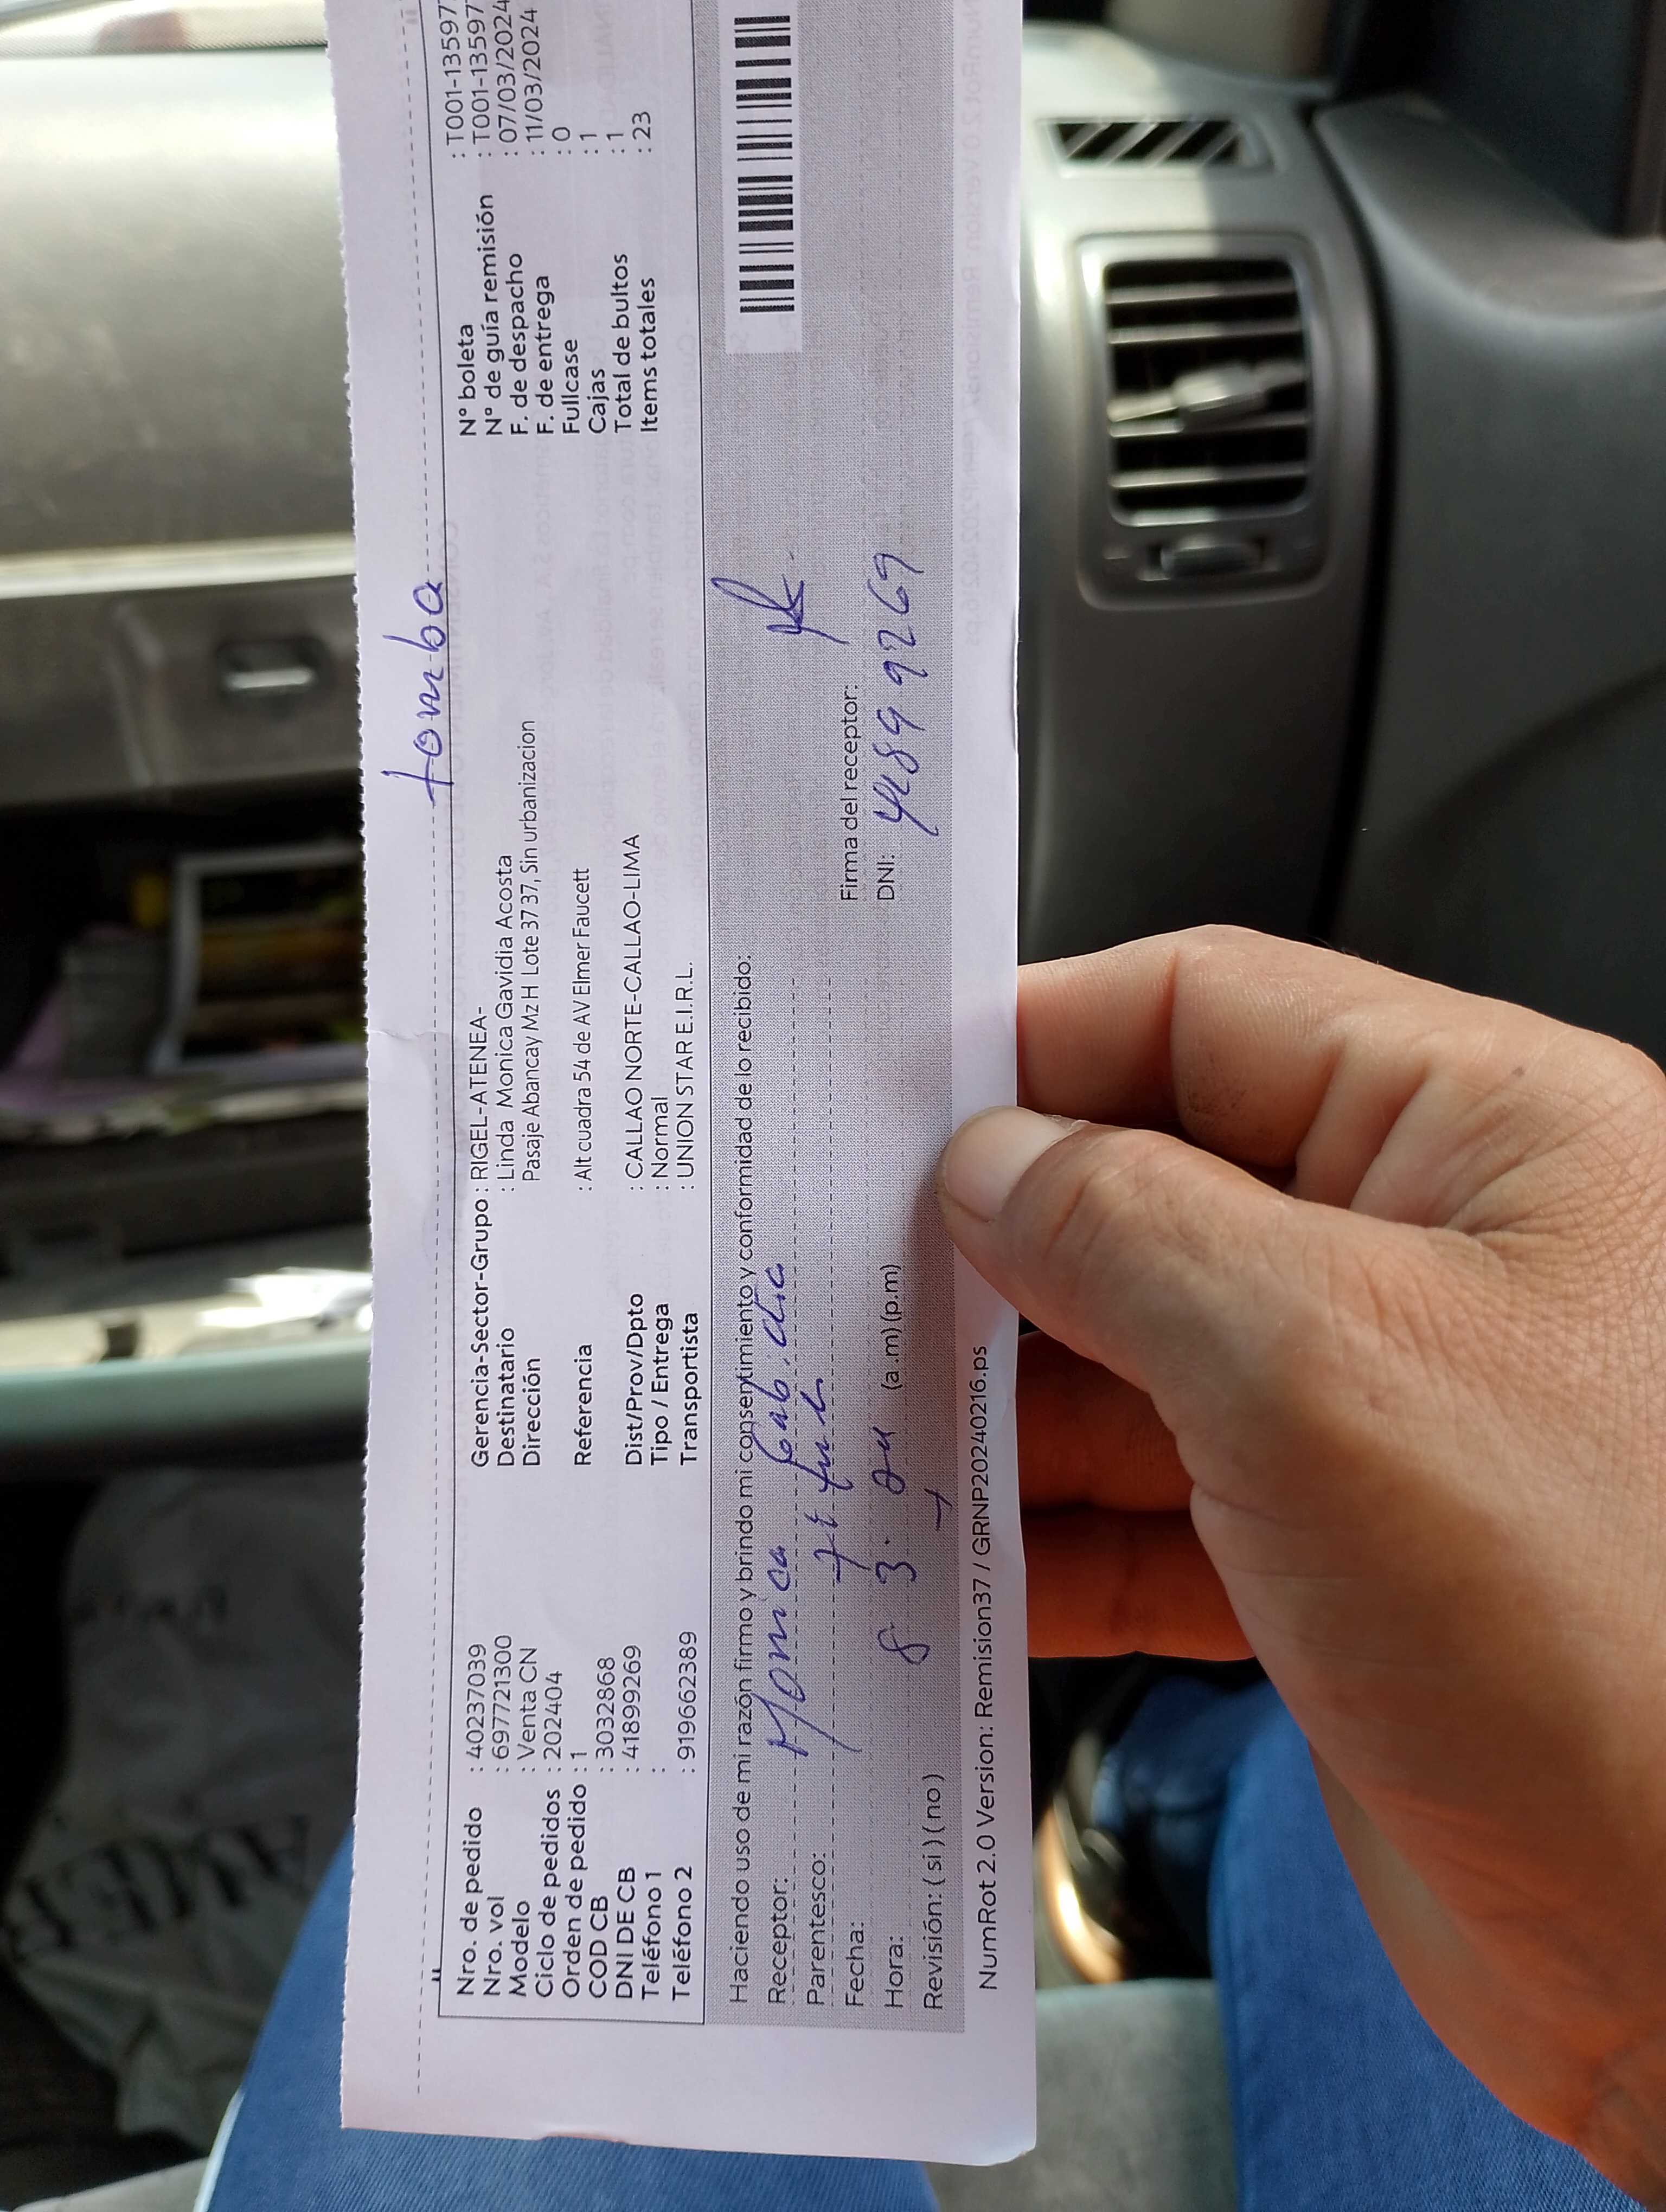 tomba
Nro. de pedido : 40237039 Gerencia-Sector-Grupo : RIGEL-ATENEA- N° boleta : T001-13597
Nro. vol : 697721300 Destinatario : Linda Monica Gavidia Acosta N° de guía remisión : T001-13597
Modelo : Venta CN Dirección Pasaje Abancay Mz H Lote 37 37, Sin urbanizacion F. de despacho : 07/03/2024
Ciclo de pedidos : 202404 F. de entrega : 11/03/2024
Orden de pedido : 1 Referencia : Alt cuadra 54 de AV Elmer Faucett Fullcase : 0
COD CB : 3032868 Cajas : 1
DNI DE CB : 41899269 Dist/Prov/Dpto : CALLAO NORTE-CALLAO-LIMA Total de bultos : 1
Teléfono 1 : Tipo / Entrega : Normal Items totales : 23
Teléfono 2 : 919662389 Transportista : UNION STAR E.I.R.L.
Haciendo uso de mi razón firmo y brindo mi consentimiento y conformidad de lo recibido:
Receptor: Monica
Parentesco:
Fecha: 8 3 Firma del receptor:
Hora: (a.m) (p.m) DNI: 4189 9269
Revisión: ( si ) ( no )
NumRot 2.0 Version: Remision37 / GRNP20240216.ps